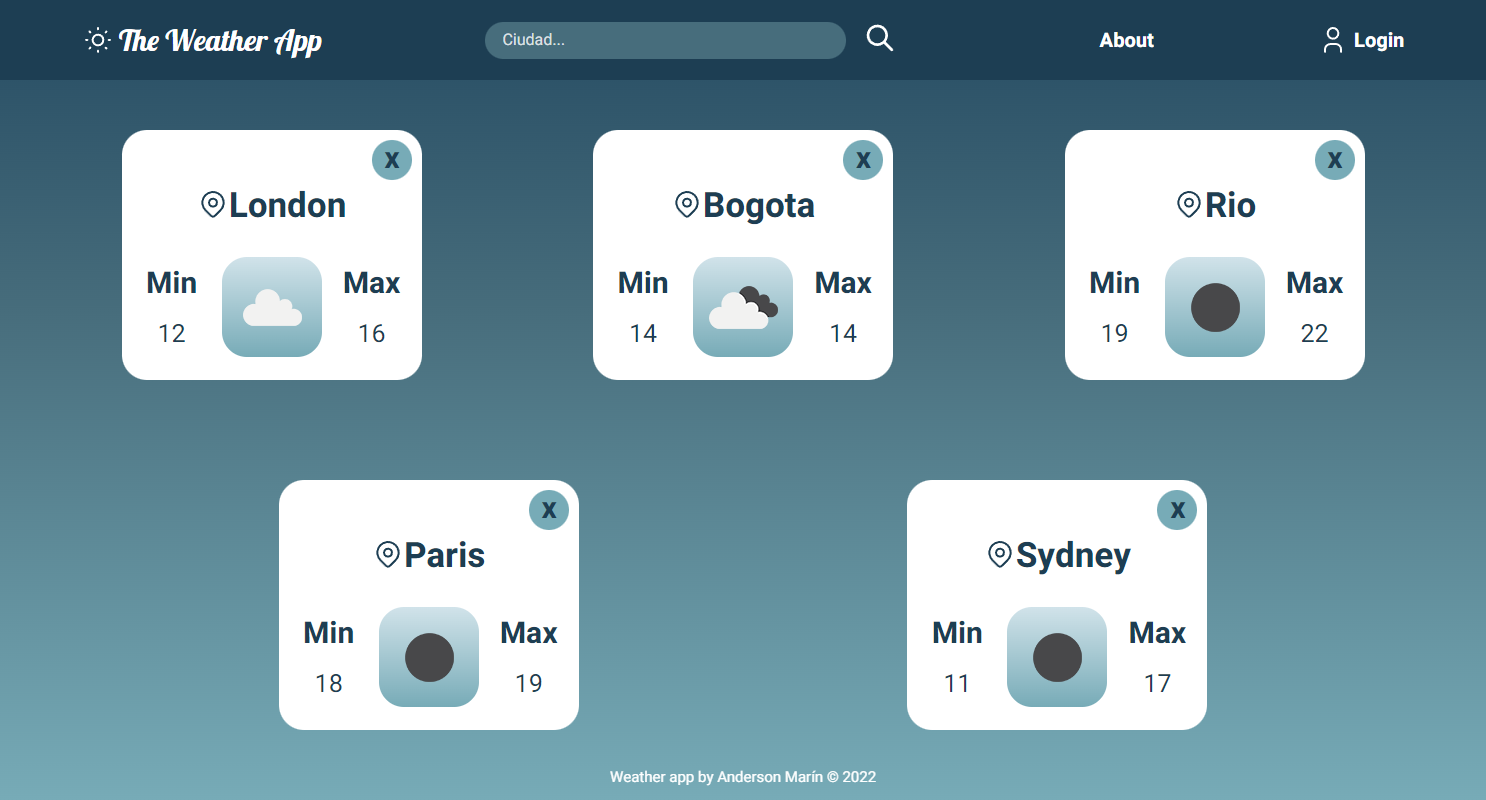 The Weather App
Ciudad...
About
Login
X
London
Min
Max
12
16
X
Bogota
Min
Max
14
14
X
Rio
Min
Max
19
22
X
Paris
Min
Max
18
19
X
Sydney
Min
Max
11
17
Weather app by Anderson Marín © 2022